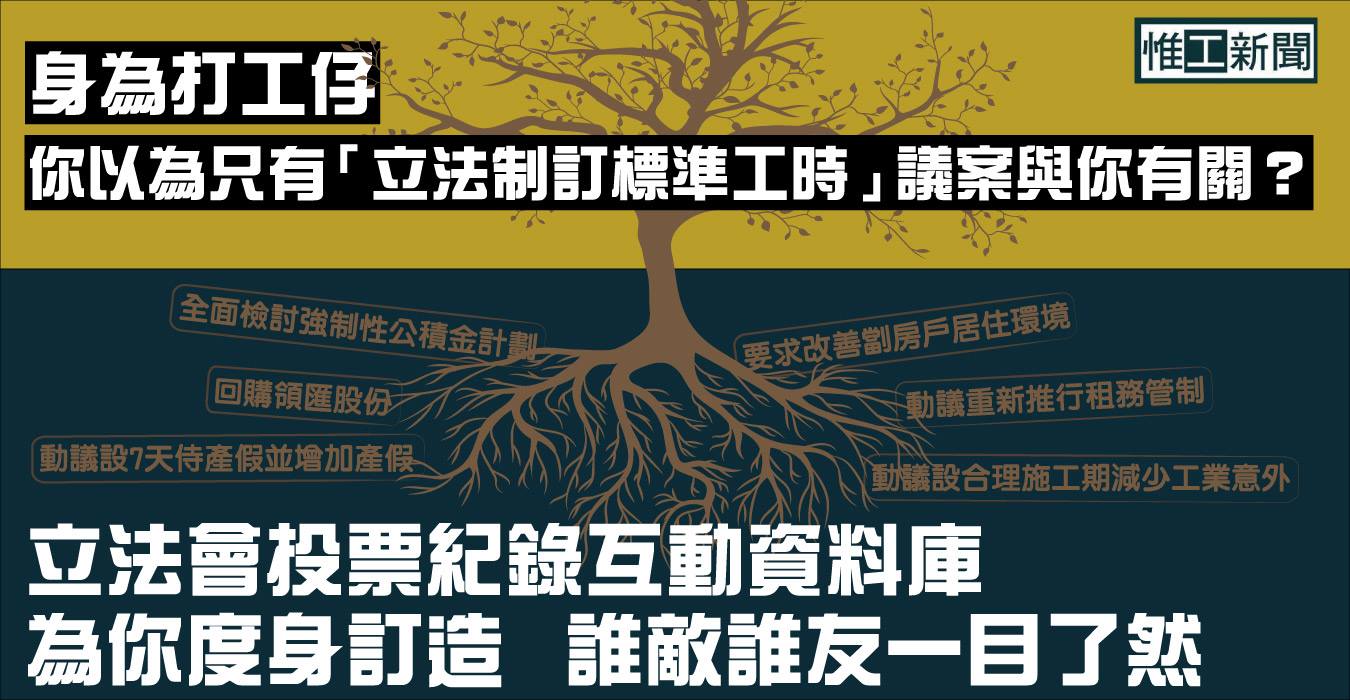 惟工新聞
身為打工仔
你以為只有「立法制訂標準工時」議案與你有關？
全面檢討強制性公積金計劃
要求改善劏房戶居住環境
回購領匯股份
動議重新推行租務管制
動議設7天侍產假並增加產假
動議設合理施工期減少工業意外
立法會投票紀錄互動資料庫
為你度身訂造 誰敵誰友一目了然